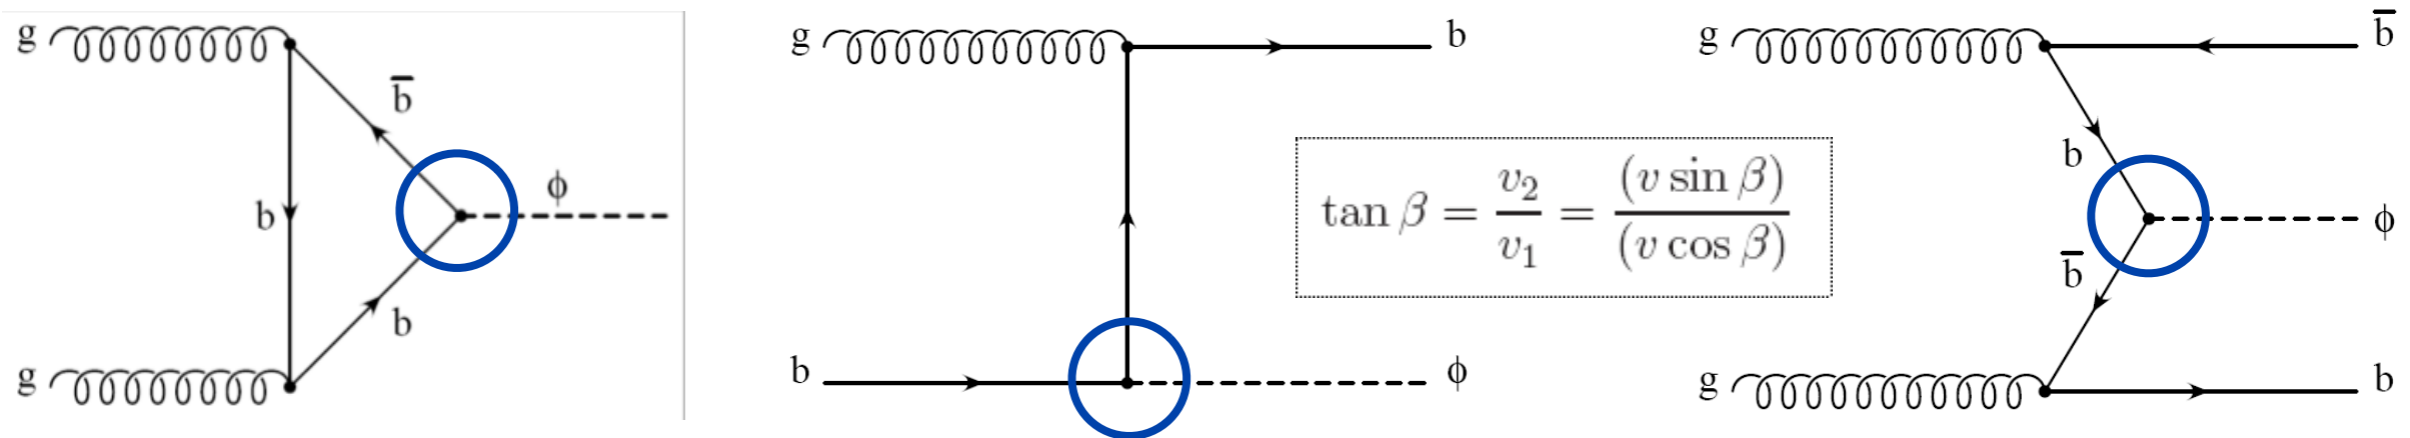 g b̅ b b ϕ g
g b b ϕ
tan β = v₂/v₁ = (v sin β)/(v cos β)
g b̅ b b̅ ϕ g b